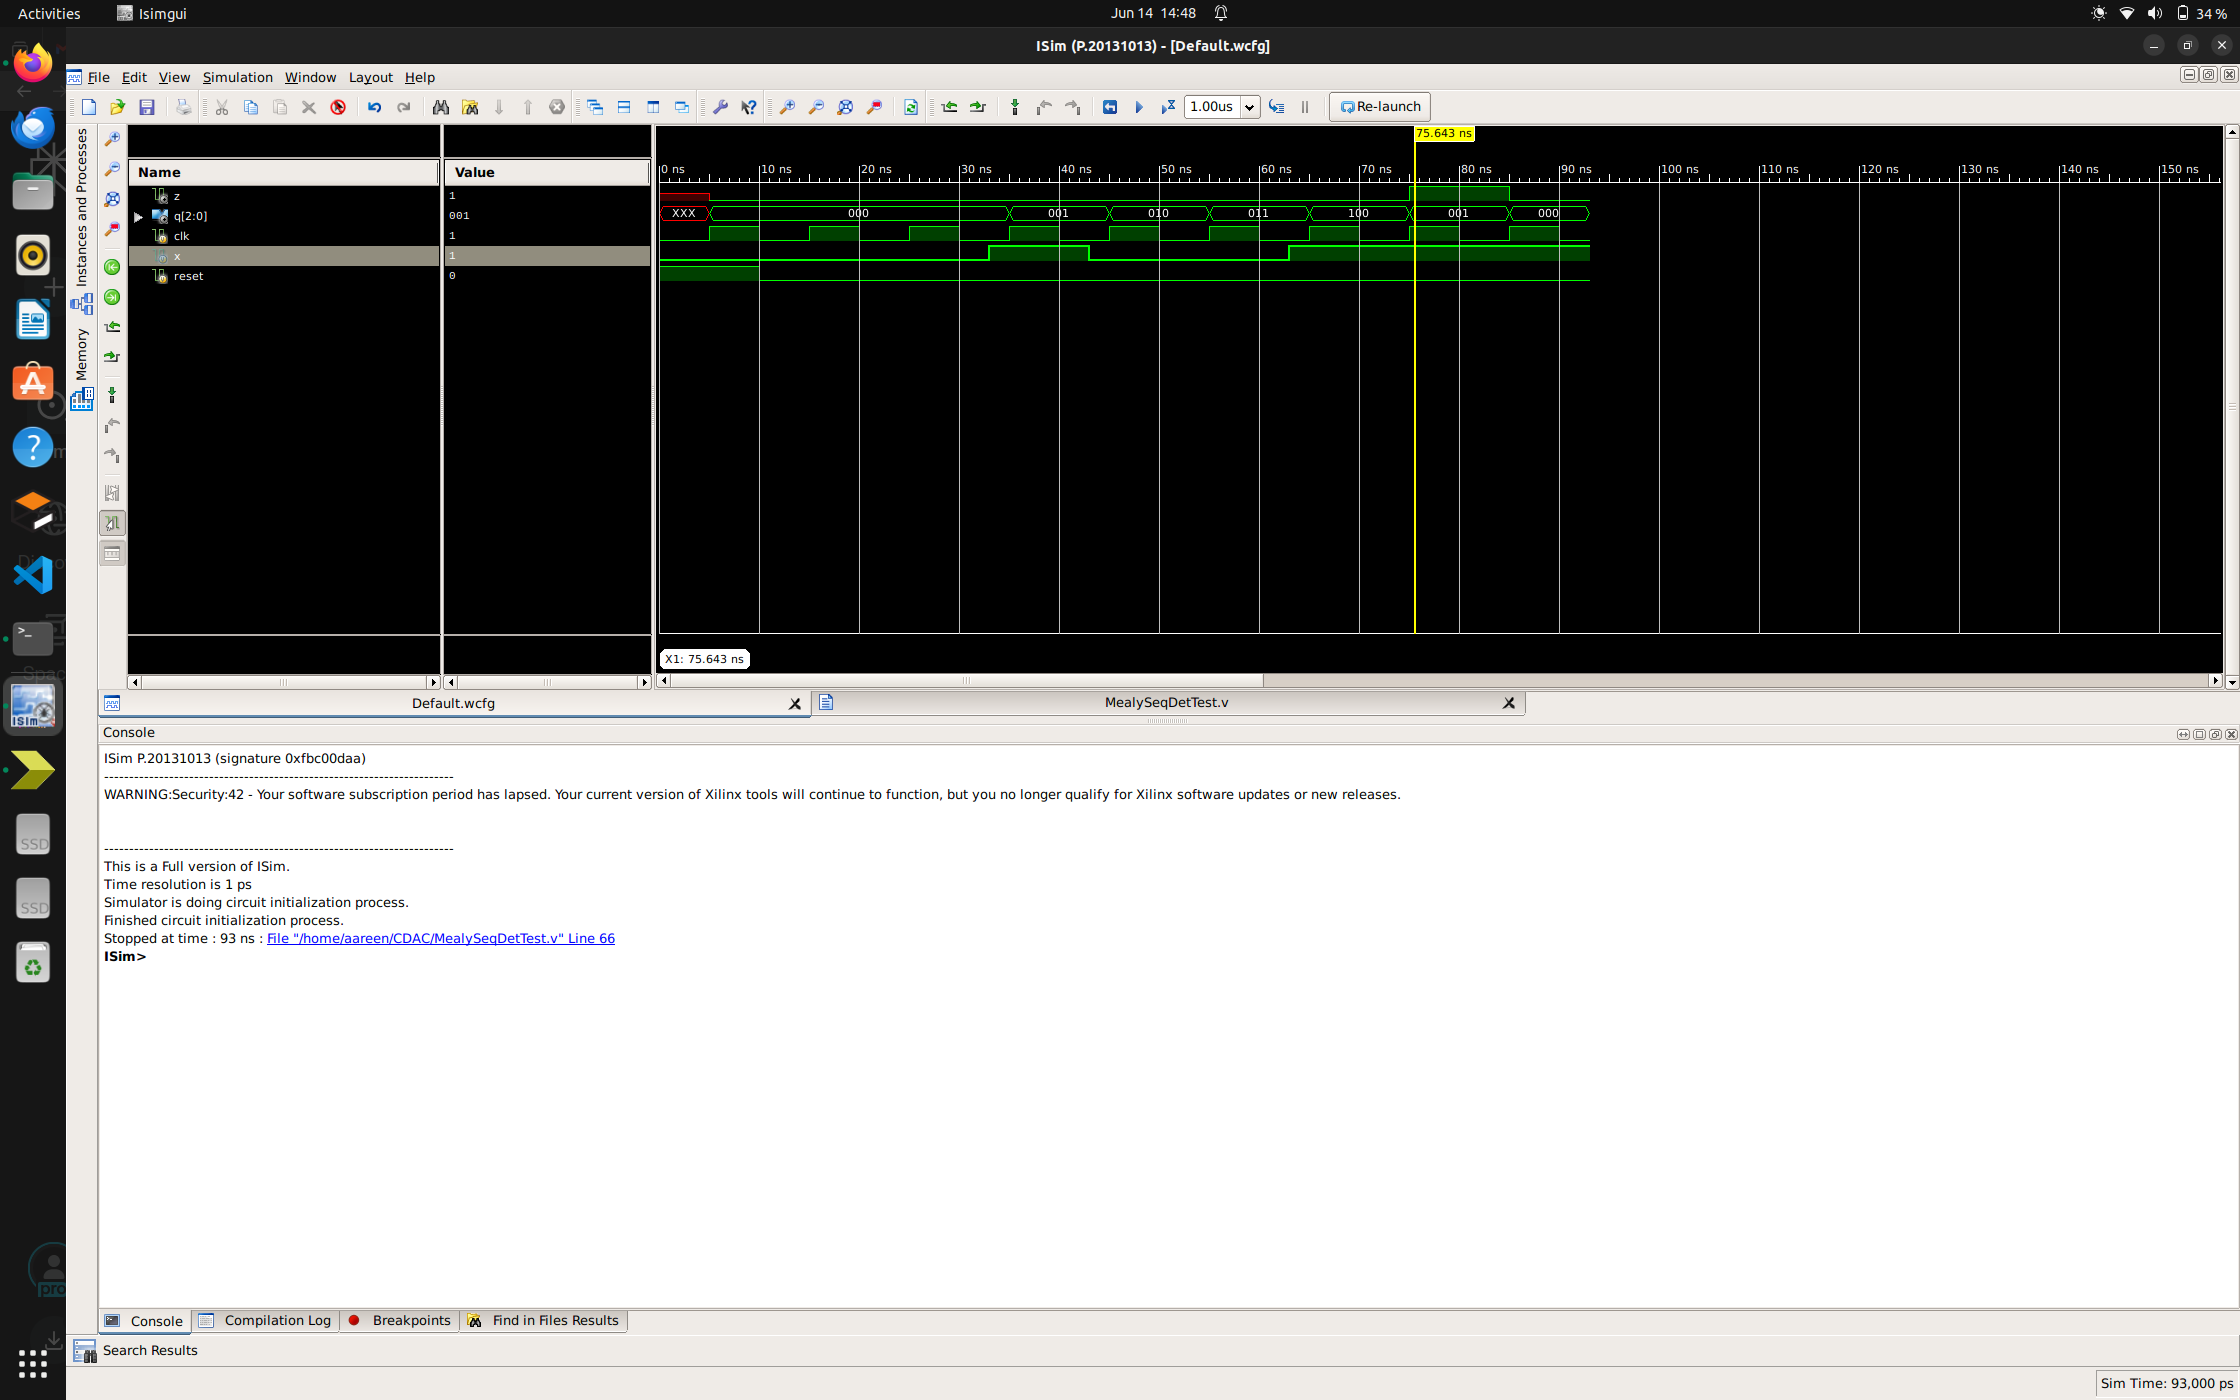 Activities Isimgui Jun 14 14:48 34 %
ISim (P.20131013) - [Default.wcfg]
File Edit View Simulation Window Layout Help
1.00us Re-launch
Instances and Processes
Memory
75.643 ns
Name Value
0 ns 10 ns 20 ns 30 ns 40 ns 50 ns 60 ns 70 ns 80 ns 90 ns 100 ns 110 ns 120 ns 130 ns 140 ns 150 ns
z 1
q[2:0] 001 XXX 000 001 010 011 100 001 000
clk 1
x 1
reset 0
X1: 75.643 ns
Default.wcfg MealySeqDetTest.v
Console
ISim P.20131013 (signature 0xfbc00daa)
----------------------------------------------------------------------
WARNING:Security:42 - Your software subscription period has lapsed. Your current version of Xilinx tools will continue to function, but you no longer qualify for Xilinx software updates or new releases.
----------------------------------------------------------------------
This is a Full version of ISim.
Time resolution is 1 ps
Simulator is doing circuit initialization process.
Finished circuit initialization process.
Stopped at time : 93 ns : File "/home/aareen/CDAC/MealySeqDetTest.v" Line 66
ISim>
Console Compilation Log Breakpoints Find in Files Results
Search Results
Sim Time: 93,000 ps
ISim
SSD
SSD
pro